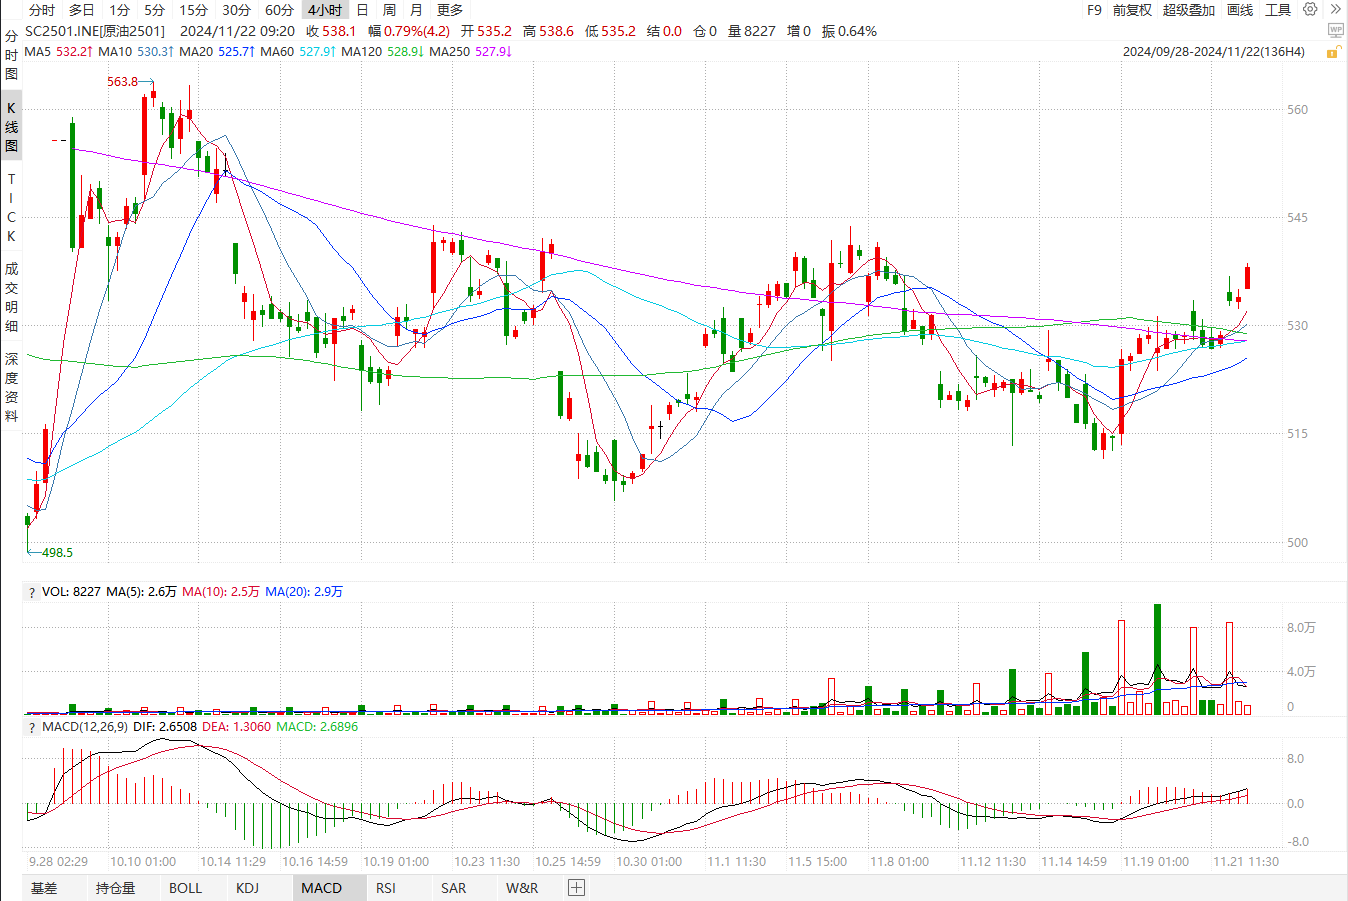 分时 多日 1分 5分 15分 30分 60分 4小时 日 周 月 更多 F9 前复权 超级叠加 画线 工具
SC2501.INE[原油2501] 2024/11/22 09:20 收 538.1 幅 0.79%(4.2) 开 535.2 高 538.6 低 535.2 结 0.0 仓 0 量 8227 增 0 振 0.64%
MA5 532.2↑ MA10 530.3↑ MA20 525.7↑ MA60 527.9↑ MA120 528.9↓ MA250 527.9↓ 2024/09/28-2024/11/22(136H4)
WP
分时图
K线图
TICK
成交明细
深度资料
563.8
560
545
530
515
500
498.5
? VOL: 8227 MA(5): 2.6万 MA(10): 2.5万 MA(20): 2.9万
8.0万
4.0万
0
? MACD(12,26,9) DIF: 2.6508 DEA: 1.3060 MACD: 2.6896
8.0
0.0
-8.0
9.28 02:29 10.10 01:00 10.14 11:29 10.16 14:59 10.19 01:00 10.23 11:30 10.25 14:59 10.30 01:00 11.1 11:30 11.5 15:00 11.8 01:00 11.12 11:30 11.14 14:59 11.19 01:00 11.21 11:30
基差 持仓量 BOLL KDJ MACD RSI SAR W&R